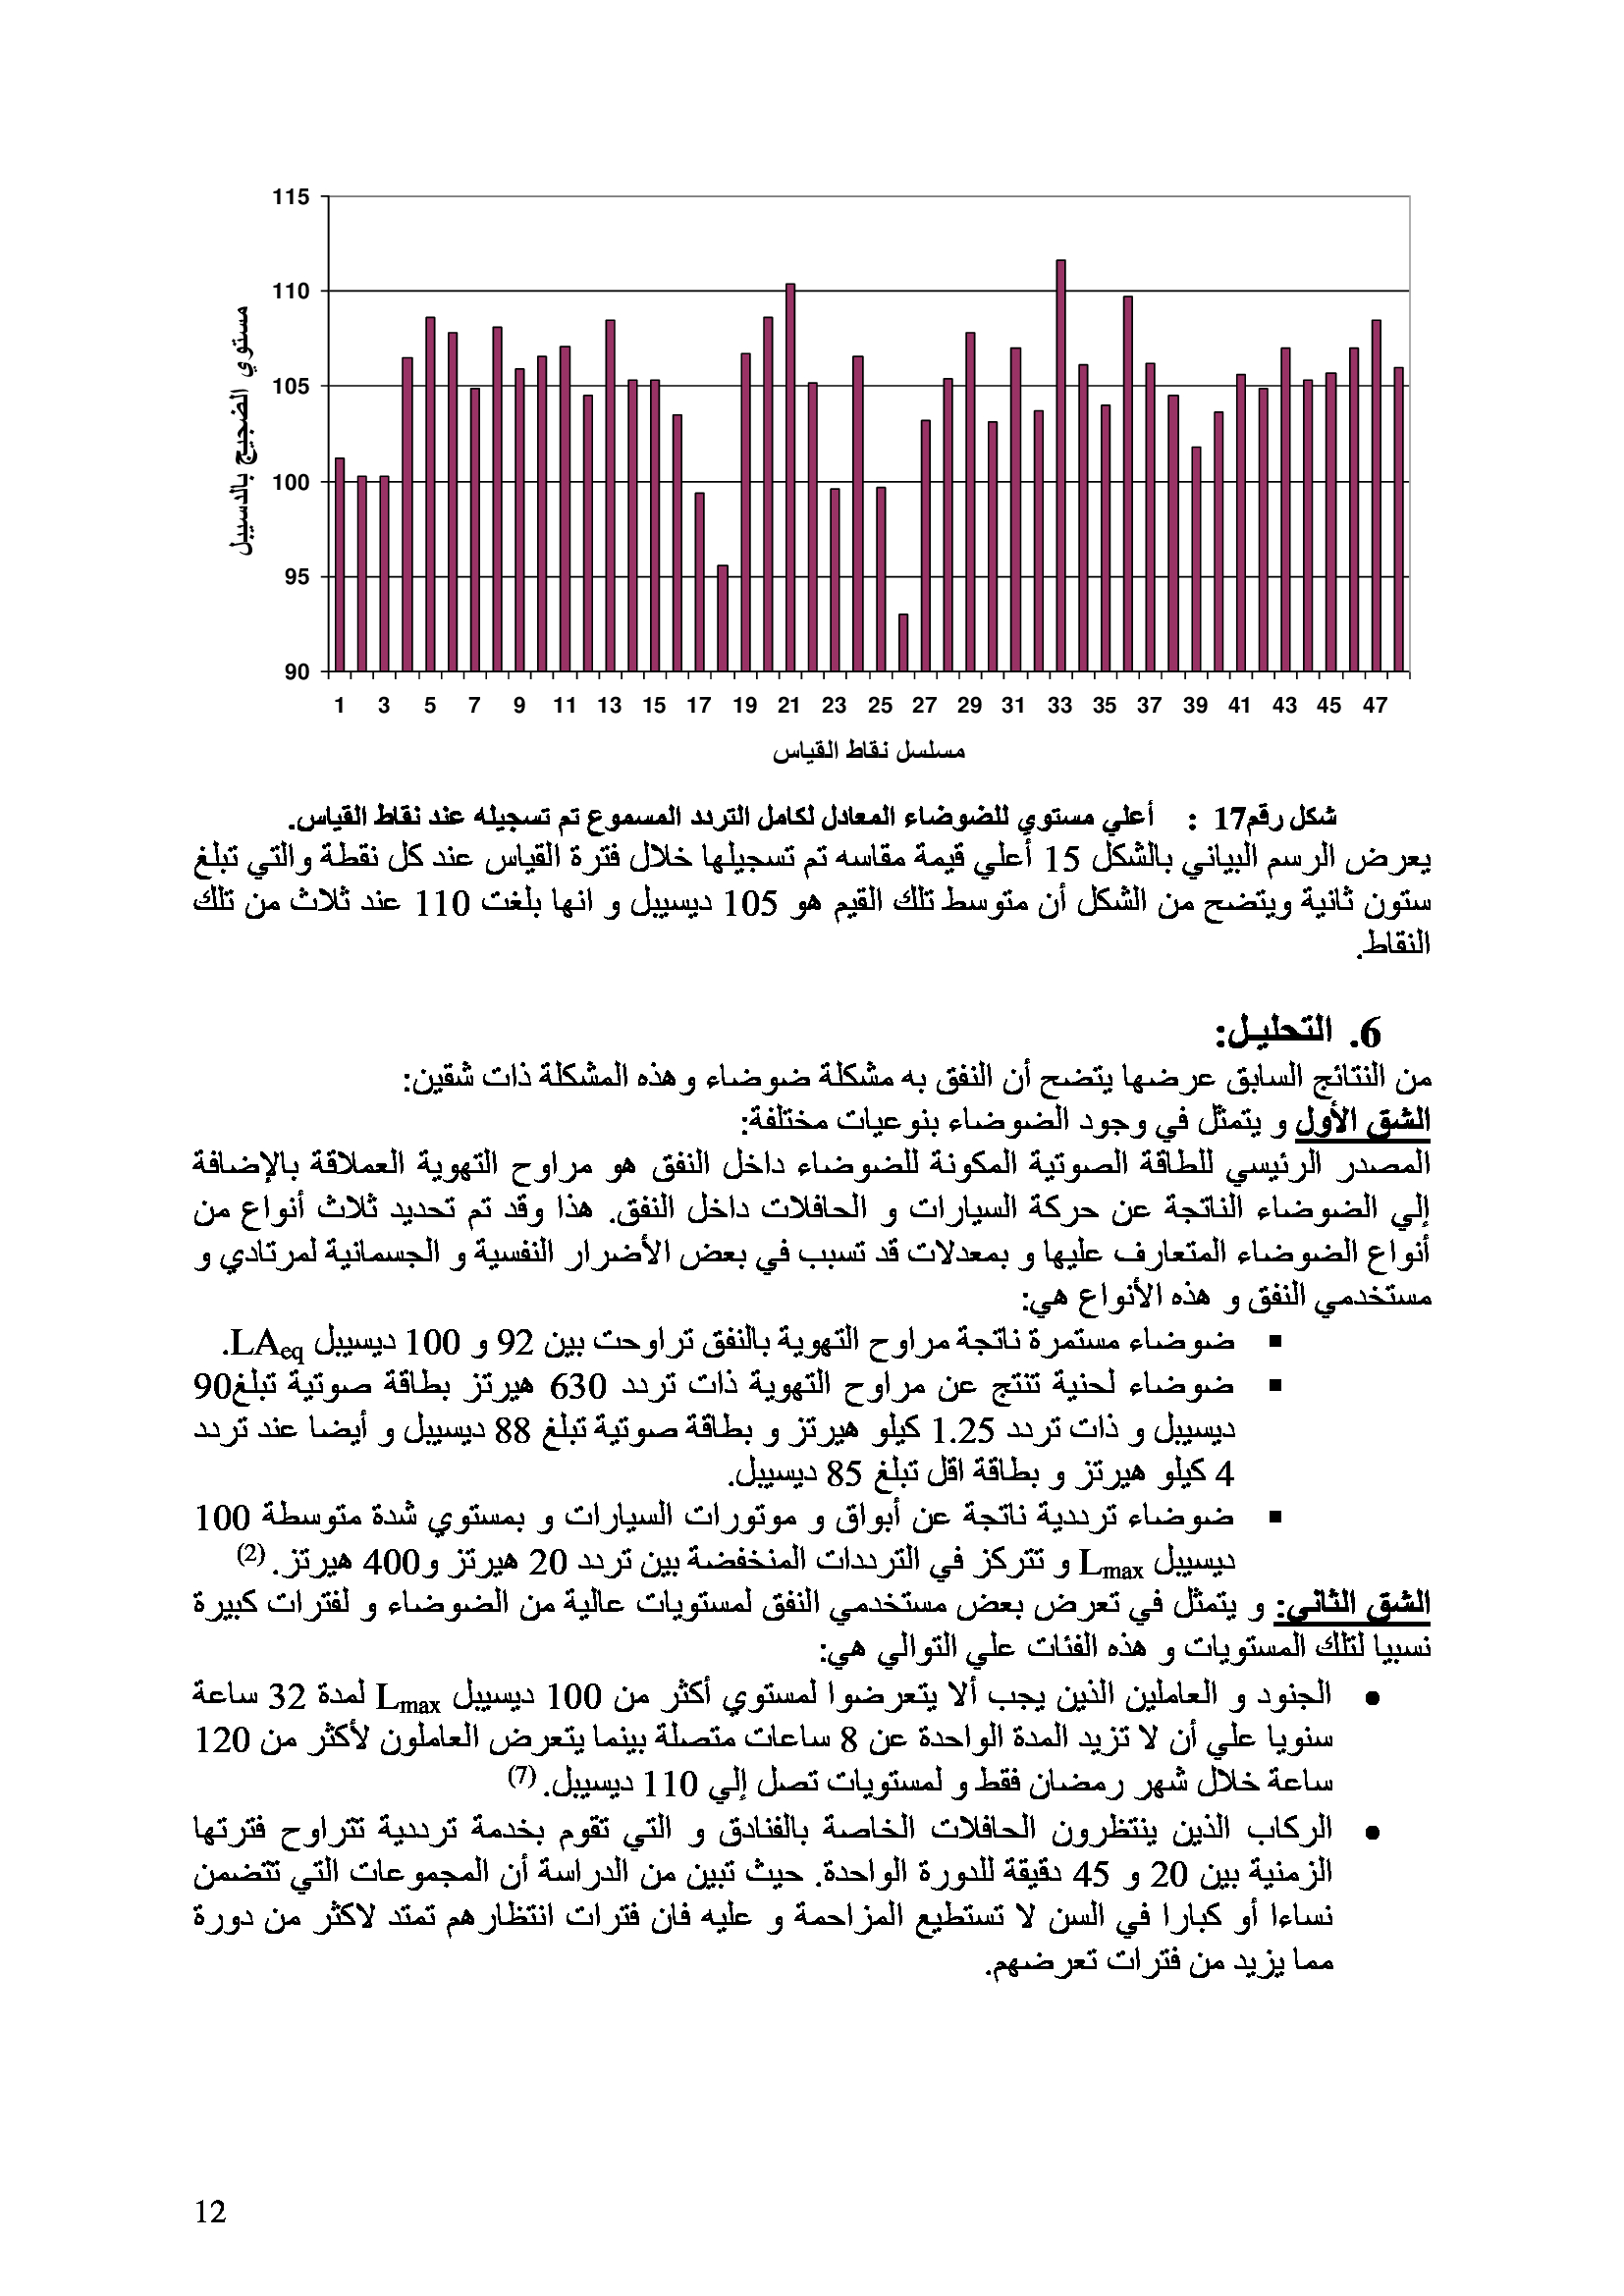 115
110
105
100
95
90
مستوي الضجيج بالدسيبل
1 3 5 7 9 11 13 15 17 19 21 23 25 27 29 31 33 35 37 39 41 43 45 47
مسلسل نقاط القياس
شكل رقم17 : أعلي مستوي للضوضاء المعادل لكامل التردد المسموع تم تسجيله عند نقاط القياس.
يعرض الرسم البياني بالشكل 15 أعلي قيمة مقاسه تم تسجيلها خلال فترة القياس عند كل نقطة والتي تبلغ
ستون ثانية ويتضح من الشكل أن متوسط تلك القيم هو 105 ديسيبل و انها بلغت 110 عند ثلاث من تلك
النقاط.
6. التحليل:
من النتائج السابق عرضها يتضح أن النفق به مشكلة ضوضاء و هذه المشكلة ذات شقين:
الشق الأول و يتمثل في وجود الضوضاء بنوعيات مختلفة:
المصدر الرئيسي للطاقة الصوتية المكونة للضوضاء داخل النفق هو مراوح التهوية العملاقة بالإضافة
إلي الضوضاء الناتجة عن حركة السيارات و الحافلات داخل النفق. هذا وقد تم تحديد ثلاث أنواع من
أنواع الضوضاء المتعارف عليها و بمعدلات قد تسبب في بعض الأضرار النفسية و الجسمانية لمرتادي و
مستخدمي النفق و هذه الأنواع هي:
▪ ضوضاء مستمرة ناتجة مراوح التهوية بالنفق تراوحت بين 92 و 100 ديسيبل LAeq.
▪ ضوضاء لحنية تنتج عن مراوح التهوية ذات تردد 630 هيرتز بطاقة صوتية تبلغ90
ديسيبل و ذات تردد 1.25 كيلو هيرتز و بطاقة صوتية تبلغ 88 ديسيبل و أيضا عند تردد
4 كيلو هيرتز و بطاقة اقل تبلغ 85 ديسيبل.
▪ ضوضاء ترددية ناتجة عن أبواق و موتورات السيارات و بمستوي شدة متوسطة 100
ديسيبل Lmax و تتركز في الترددات المنخفضة بين تردد 20 هيرتز و400 هيرتز. (2)
الشق الثاني: و يتمثل في تعرض بعض مستخدمي النفق لمستويات عالية من الضوضاء و لفترات كبيرة
نسبيا لتلك المستويات و هذه الفئات علي التوالي هي:
• الجنود و العاملين الذين يجب ألا يتعرضوا لمستوي أكثر من 100 ديسيبل Lmax لمدة 32 ساعة
سنويا علي أن لا تزيد المدة الواحدة عن 8 ساعات متصلة بينما يتعرض العاملون لأكثر من 120
ساعة خلال شهر رمضان فقط و لمستويات تصل إلي 110 ديسيبل. (7)
• الركاب الذين ينتظرون الحافلات الخاصة بالفنادق و التي تقوم بخدمة ترددية تتراوح فترتها
الزمنية بين 20 و 45 دقيقة للدورة الواحدة. حيث تبين من الدراسة أن المجموعات التي تتضمن
نساءا أو كبارا في السن لا تستطيع المزاحمة و عليه فان فترات انتظارهم تمتد لاكثر من دورة
مما يزيد من فترات تعرضهم.
12